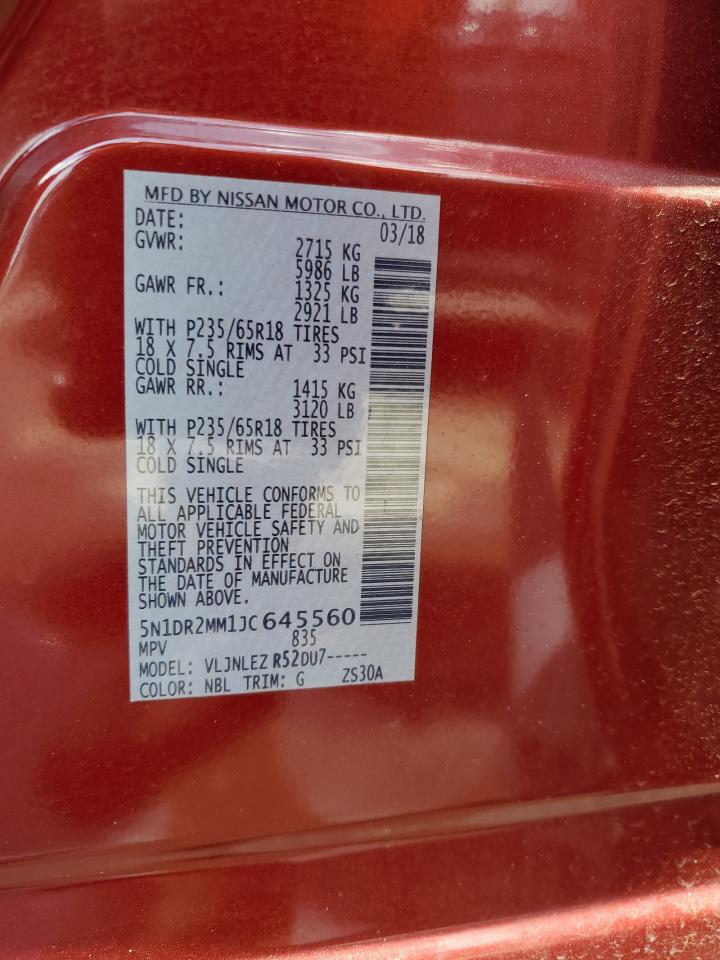 MFD BY NISSAN MOTOR CO., LTD.
DATE: 03/18
GVWR: 2715 KG
5986 LB
GAWR FR.: 1325 KG
2921 LB
WITH P235/65R18 TIRES
18 X 7.5 RIMS AT 33 PSI
COLD SINGLE
GAWR RR.: 1415 KG
3120 LB
WITH P235/65R18 TIRES
18 X 7.5 RIMS AT 33 PSI
COLD SINGLE
THIS VEHICLE CONFORMS TO
ALL APPLICABLE FEDERAL
MOTOR VEHICLE SAFETY AND
THEFT PREVENTION
STANDARDS IN EFFECT ON
THE DATE OF MANUFACTURE
SHOWN ABOVE.
5N1DR2MM1JC645560
MPV 835
MODEL: VLJNLEZ R52DU7-----
COLOR: NBL TRIM: G ZS30A